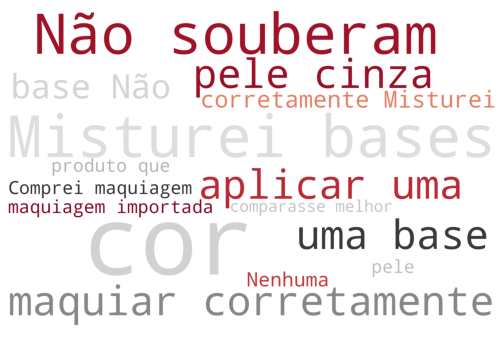 Não souberam
pele cinza
base Não
corretamente Misturei
Misturei bases
produto que
Comprei maquiagem
aplicar uma
maquiagem importada
comparasse melhor
cor
uma base
pele
Nenhuma
maquiar corretamente